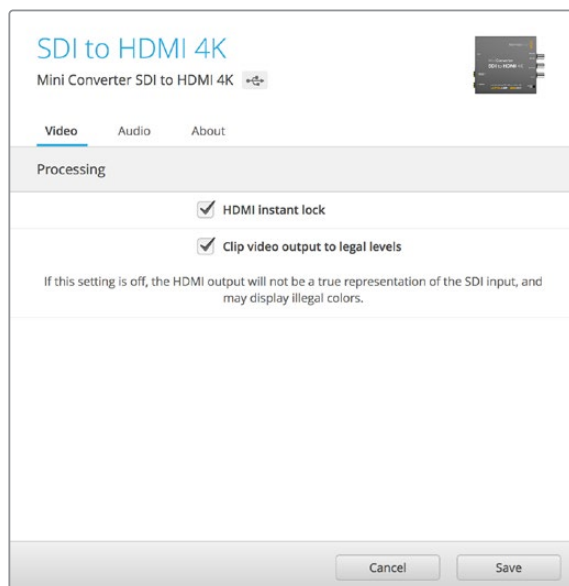 SDI to HDMI 4K
Mini Converter SDI to HDMI 4K
Video Audio About
Processing
HDMI instant lock
Clip video output to legal levels
If this setting is off, the HDMI output will not be a true representation of the SDI input, and
may display illegal colors.
Cancel Save